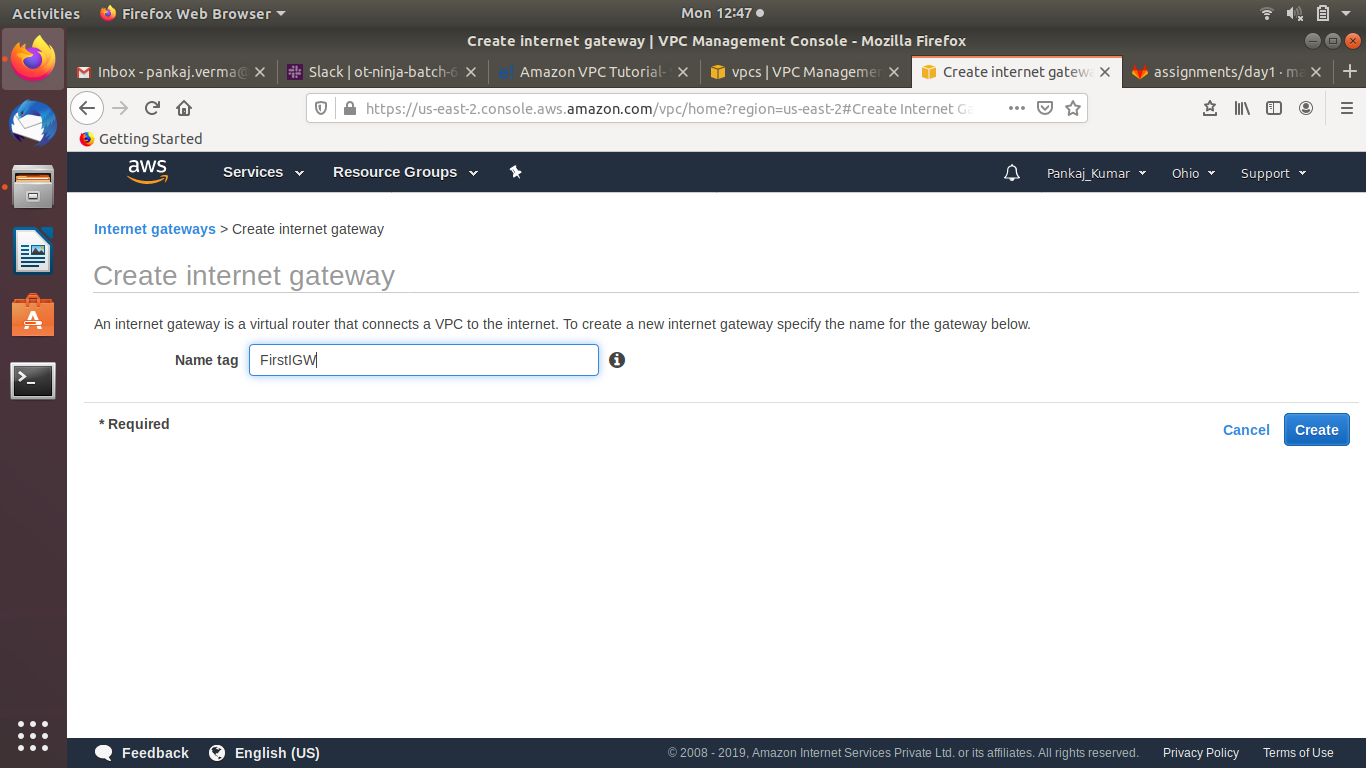 Activities Firefox Web Browser Mon 12:47
Create internet gateway | VPC Management Console - Mozilla Firefox
Inbox - pankaj.verma@ Slack | ot-ninja-batch-6 Amazon VPC Tutorial- vpcs | VPC Managemen Create internet gatewa assignments/day1 · ma
https://us-east-2.console.aws.amazon.com/vpc/home?region=us-east-2#Create Internet Ga
Getting Started
aws Services Resource Groups Pankaj_Kumar Ohio Support
Internet gateways > Create internet gateway
Create internet gateway
An internet gateway is a virtual router that connects a VPC to the internet. To create a new internet gateway specify the name for the gateway below.
Name tag FirstIGW
* Required
Cancel Create
Feedback English (US) © 2008 - 2019, Amazon Internet Services Private Ltd. or its affiliates. All rights reserved. Privacy Policy Terms of Use